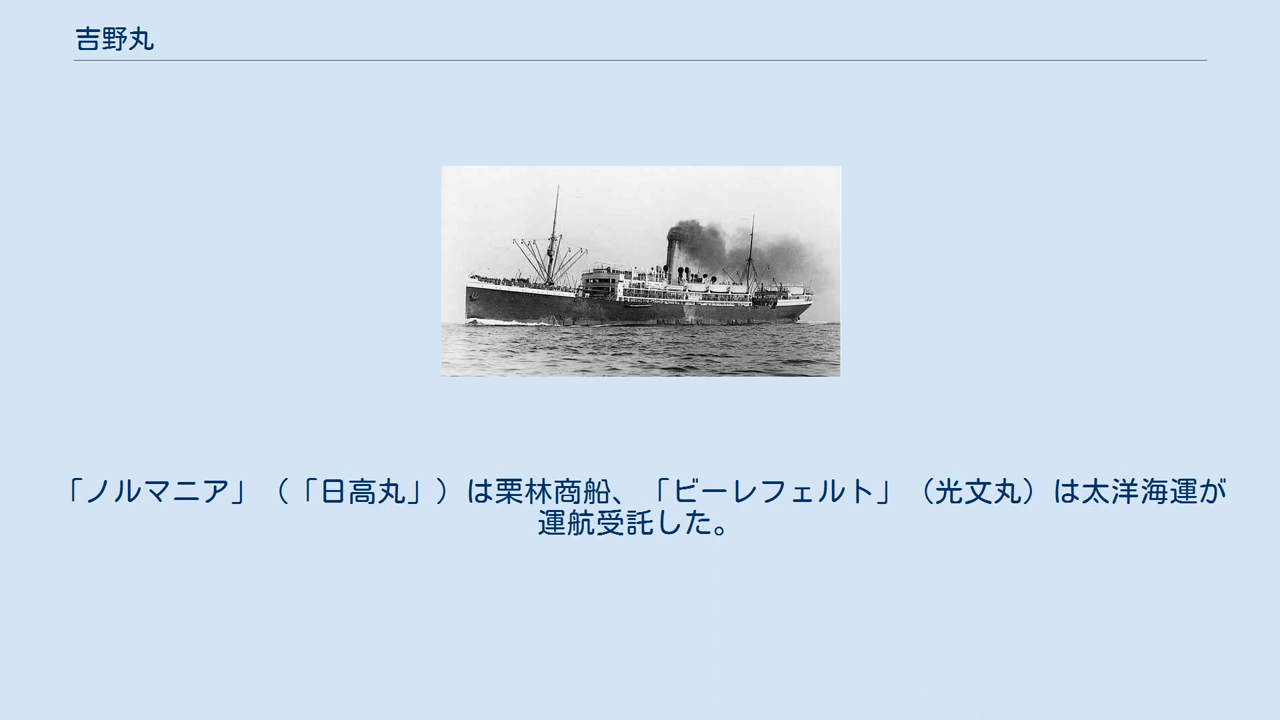 吉野丸
「ノルマニア」（「日高丸」）は栗林商船、「ビーレフェルト」（光文丸）は太洋海運が
運航受託した。